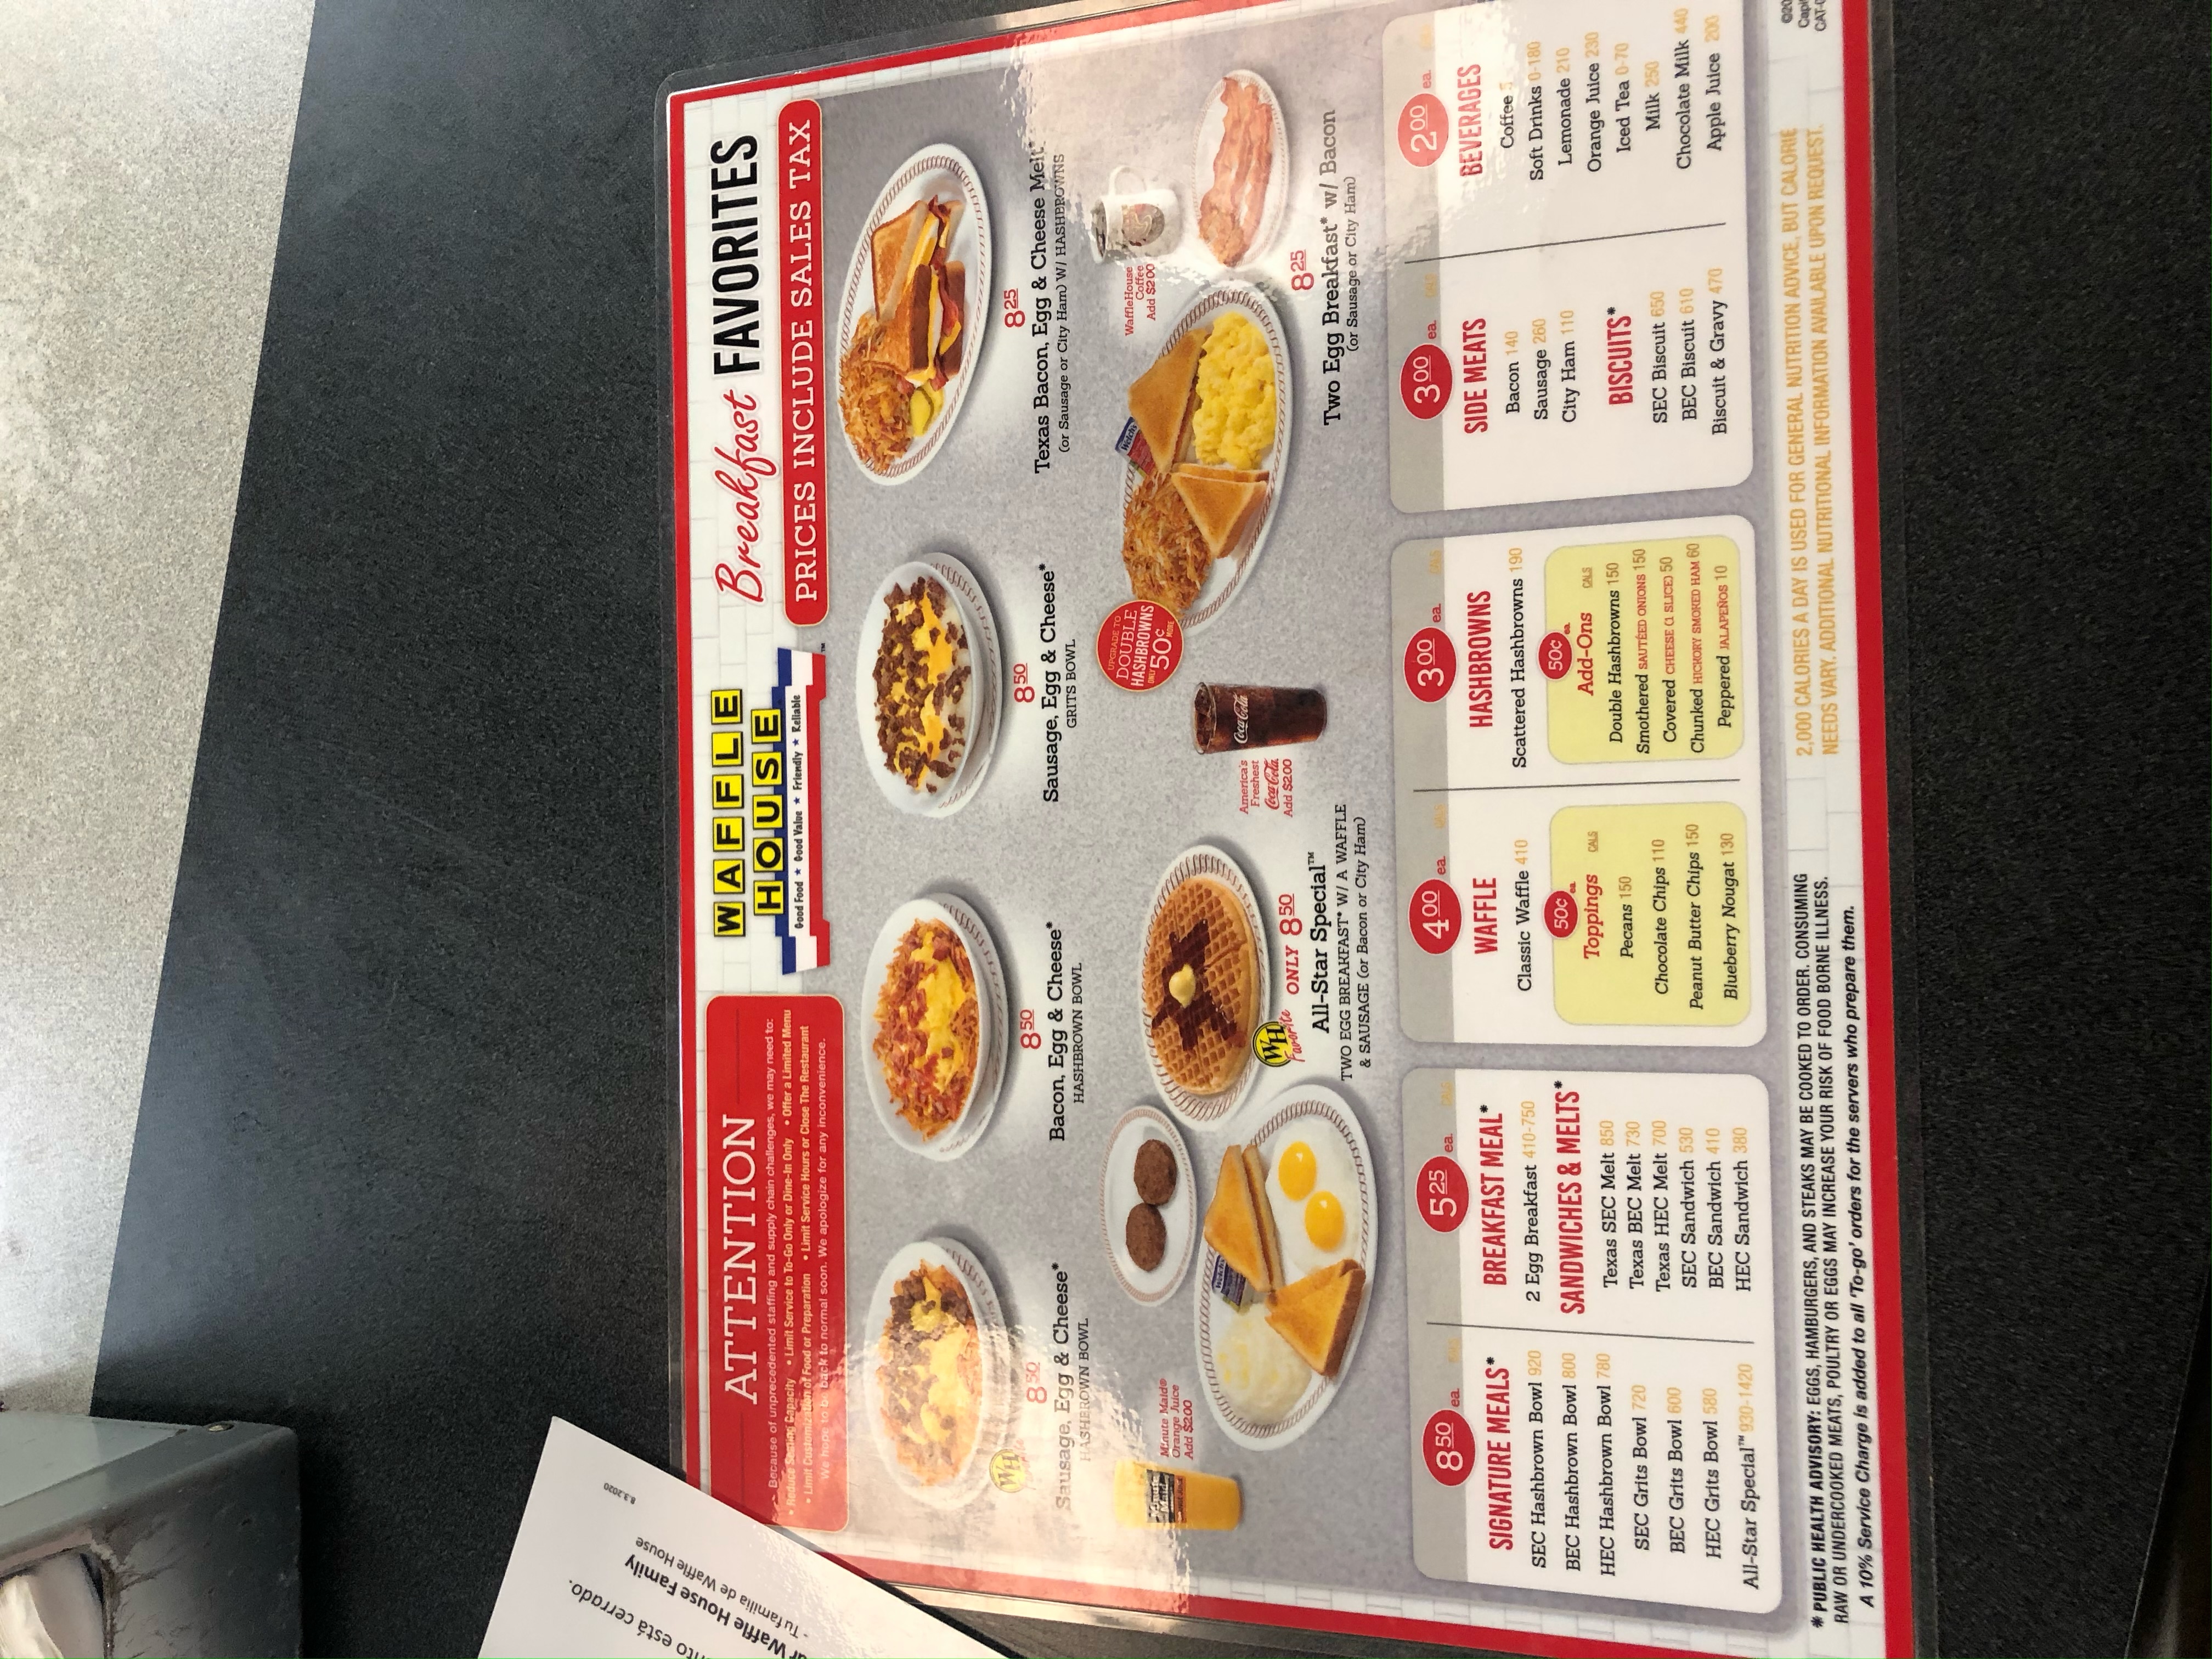 nto está cerrado.
Waffle House Family
- Tu familia de Waffle House
8.3.2020
ATTENTION
Because of unprecedented staffing and supply chain challenges, we may need to:
• Reduce Seating Capacity • Limit Service to To-Go Only or Dine-In Only • Offer a Limited Menu
• Limit Customization of Food or Preparation • Limit Service Hours or Close The Restaurant
We hope to be back to normal soon. We apologize for any inconvenience.
WAFFLE
HOUSE
Good Food ★ Good Value ★ Friendly ★ Reliable
™
Breakfast FAVORITES
PRICES INCLUDE SALES TAX
WH
8.50
Sausage, Egg & Cheese*
HASHBROWN BOWL
8.50
Bacon, Egg & Cheese*
HASHBROWN BOWL
8.50
Sausage, Egg & Cheese*
GRITS BOWL
8.25
Texas Bacon, Egg & Cheese Melt*
(or Sausage or City Ham) W/ HASHBROWNS
Minute
Maid
Minute Maid®
Orange Juice
Add $2.00
Welch's
WH
Favorite
ONLY 8.50
All-Star Special™
TWO EGG BREAKFAST* W/ A WAFFLE
& SAUSAGE (or Bacon or City Ham)
America's
Freshest
Coca-Cola.
Add $2.00
Coca-Cola
UPGRADE TO
DOUBLE
HASHBROWNS
ONLY 50¢ MORE
Welch's
WaffleHouse
Coffee
Add $2.00
8.25
Two Egg Breakfast* w/ Bacon
(or Sausage or City Ham)
8.50 ea. CALS
SIGNATURE MEALS*
SEC Hashbrown Bowl 920
BEC Hashbrown Bowl 800
HEC Hashbrown Bowl 780
SEC Grits Bowl 720
BEC Grits Bowl 600
HEC Grits Bowl 580
All-Star Special™ 930-1420
5.25 ea. CALS
BREAKFAST MEAL*
2 Egg Breakfast 410-750
SANDWICHES & MELTS*
Texas SEC Melt 850
Texas BEC Melt 730
Texas HEC Melt 700
SEC Sandwich 530
BEC Sandwich 410
HEC Sandwich 380
4.00 ea. CALS
WAFFLE
Classic Waffle 410
50¢ ea.
Toppings CALS
Pecans 150
Chocolate Chips 110
Peanut Butter Chips 150
Blueberry Nougat 130
3.00 ea. CALS
HASHBROWNS
Scattered Hashbrowns 190
50¢ ea.
Add-Ons CALS
Double Hashbrowns 150
Smothered SAUTÉED ONIONS 150
Covered CHEESE (1 SLICE) 50
Chunked HICKORY SMOKED HAM 60
Peppered JALAPEÑOS 10
3.00 ea. CALS
SIDE MEATS
Bacon 140
Sausage 260
City Ham 110
BISCUITS*
SEC Biscuit 650
BEC Biscuit 610
Biscuit & Gravy 470
2.00 ea.
BEVERAGES
Coffee 5
Soft Drinks 0-180
Lemonade 210
Orange Juice 230
Iced Tea 0-70
Milk 250
Chocolate Milk 440
Apple Juice 200
* PUBLIC HEALTH ADVISORY: EGGS, HAMBURGERS, AND STEAKS MAY BE COOKED TO ORDER. CONSUMING
RAW OR UNDERCOOKED MEATS, POULTRY OR EGGS MAY INCREASE YOUR RISK OF FOOD BORNE ILLNESS.
A 10% Service Charge is added to all 'To-go' orders for the servers who prepare them.
2,000 CALORIES A DAY IS USED FOR GENERAL NUTRITION ADVICE, BUT CALORIE
NEEDS VARY. ADDITIONAL NUTRITIONAL INFORMATION AVAILABLE UPON REQUEST.
©20
Capi
CAT-